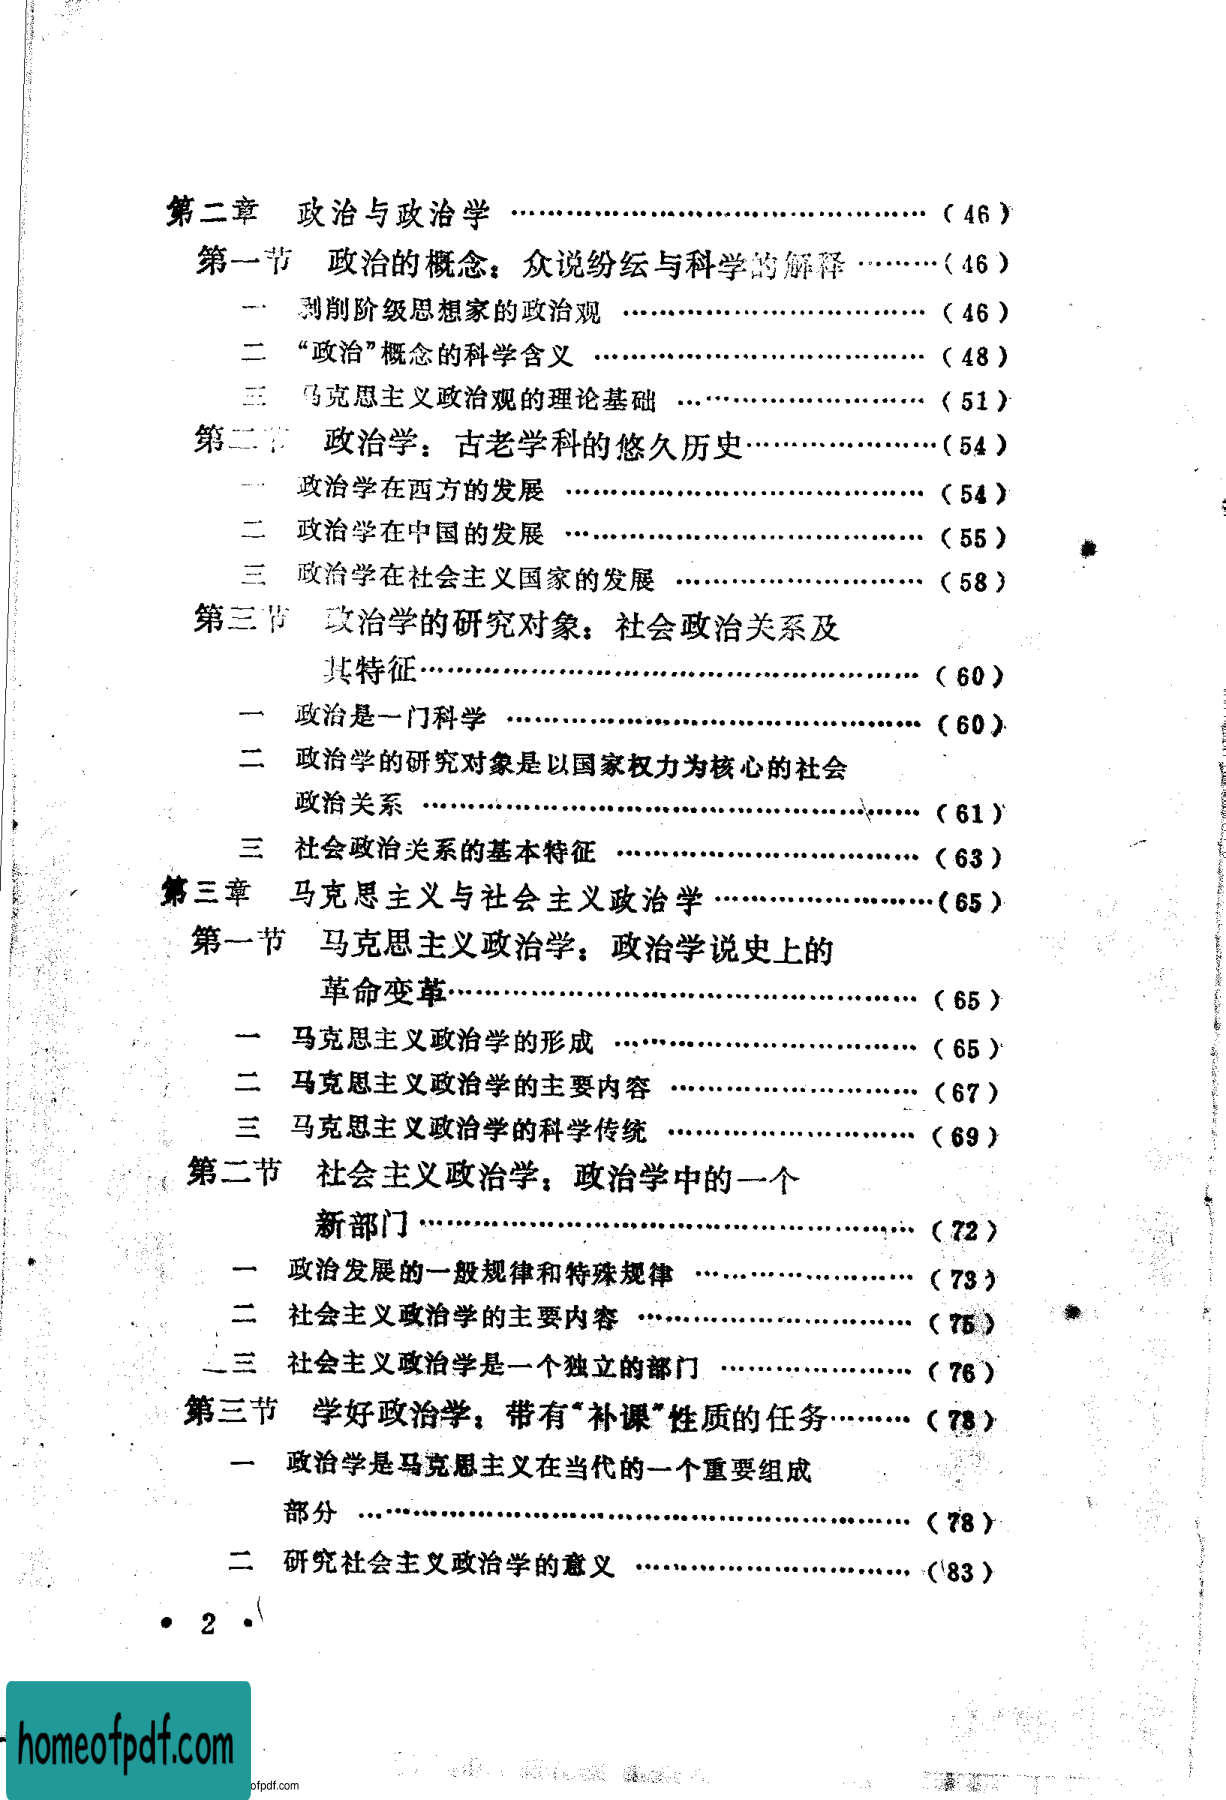 第二章 政治与政治学 ……………………………………… (46)
第一节 政治的概念：众说纷纭与科学的解释 ………(46)
一 剥削阶级思想家的政治观 …………………………… (46)
二 “政治”概念的科学含义 ……………………………… (48)
三 马克思主义政治观的理论基础 ……………………… (51)
第二节 政治学：古老学科的悠久历史…………………(54)
一 政治学在西方的发展 ………………………………… (54)
二 政治学在中国的发展 ………………………………… (55)
三 政治学在社会主义国家的发展 ……………………… (58)
第三节 政治学的研究对象：社会政治关系及
其特征……………………………………………… (60)
一 政治是一门科学 ……………………………………… (60)
二 政治学的研究对象是以国家权力为核心的社会
政治关系 ……………………………………………… (61)
三 社会政治关系的基本特征 …………………………… (63)
第三章 马克思主义与社会主义政治学 ……………………(65)
第一节 马克思主义政治学：政治学说史上的
革命变革…………………………………………… (65)
一 马克思主义政治学的形成 …………………………… (65)
二 马克思主义政治学的主要内容 ……………………… (67)
三 马克思主义政治学的科学传统 ……………………… (69)
第二节 社会主义政治学：政治学中的一个
新部门 ……………………………………………… (72)
一 政治发展的一般规律和特殊规律 …………………… (73)
二 社会主义政治学的主要内容 ………………………… (75)
三 社会主义政治学是一个独立的部门 ………………… (76)
第三节 学好政治学：带有“补课”性质的任务……… (78)
一 政治学是马克思主义在当代的一个重要组成
部分 …………………………………………………… (78)
二 研究社会主义政治学的意义 ………………………… (83)
• 2 •
homeofpdf.com
ofpdf.com